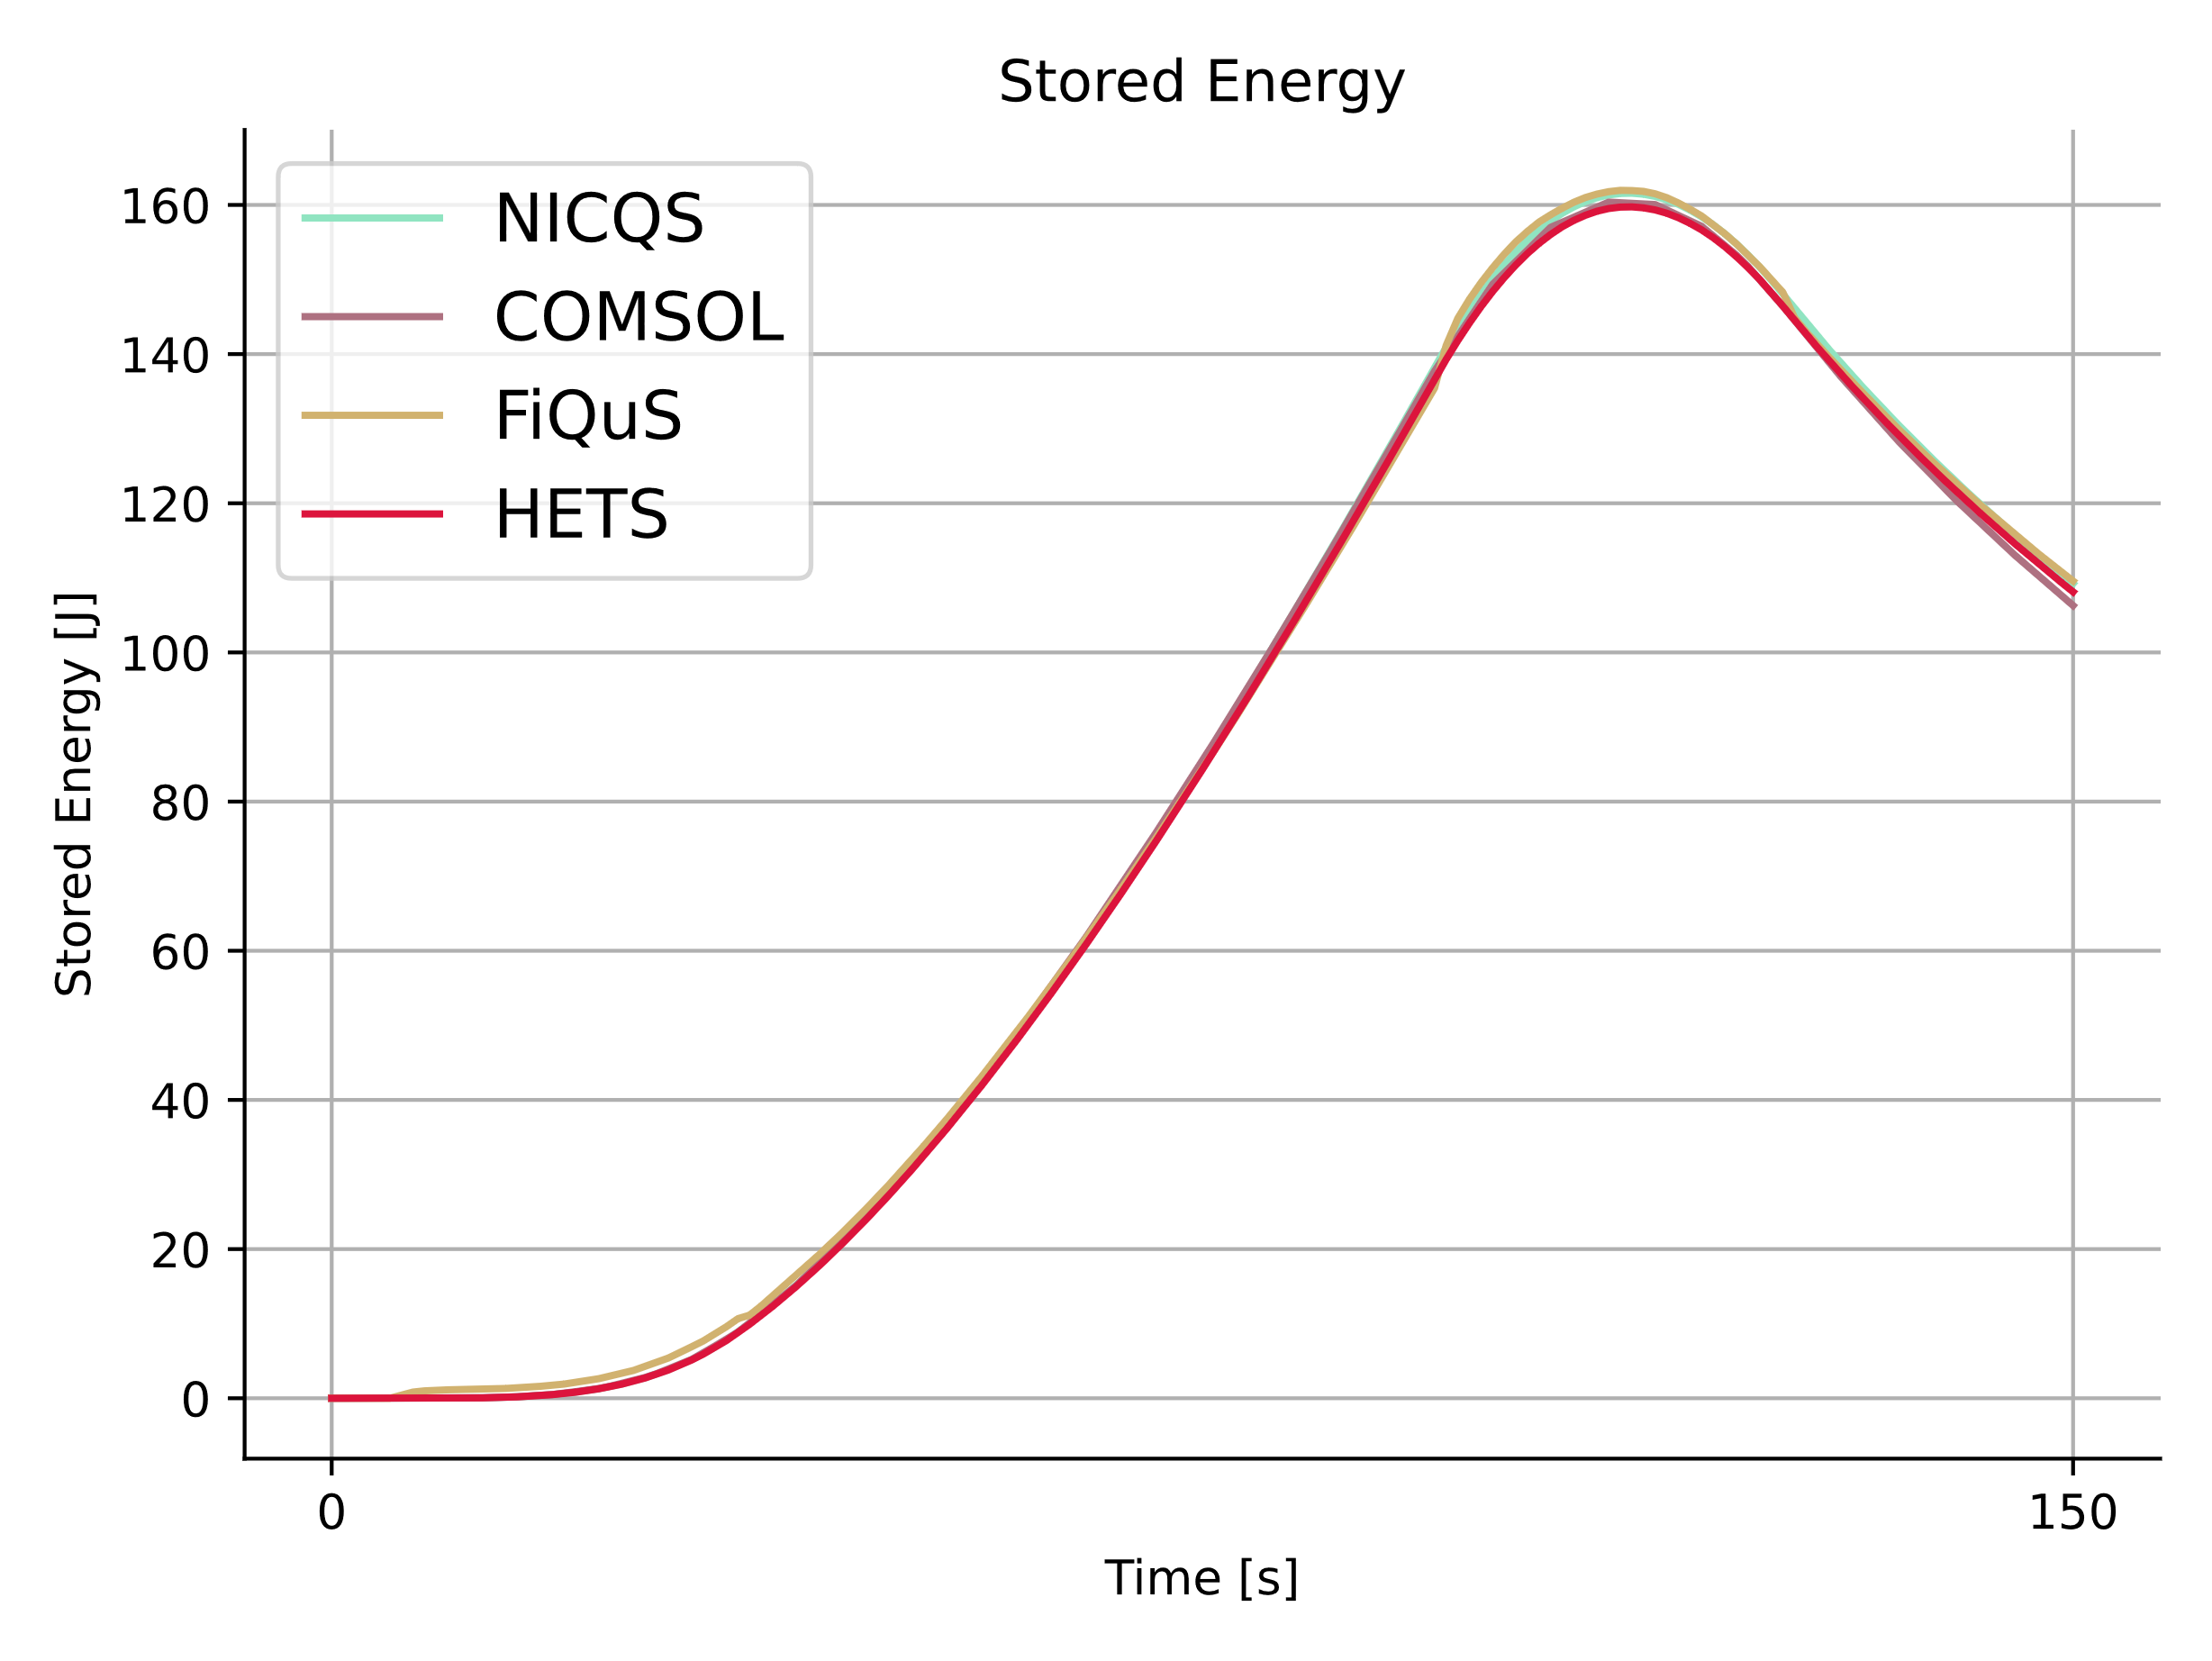 Stored Energy
NICQS
COMSOL
FiQuS
HETS
160
140
120
100
80
60
40
20
0
Stored Energy [J]
0
150
Time [s]